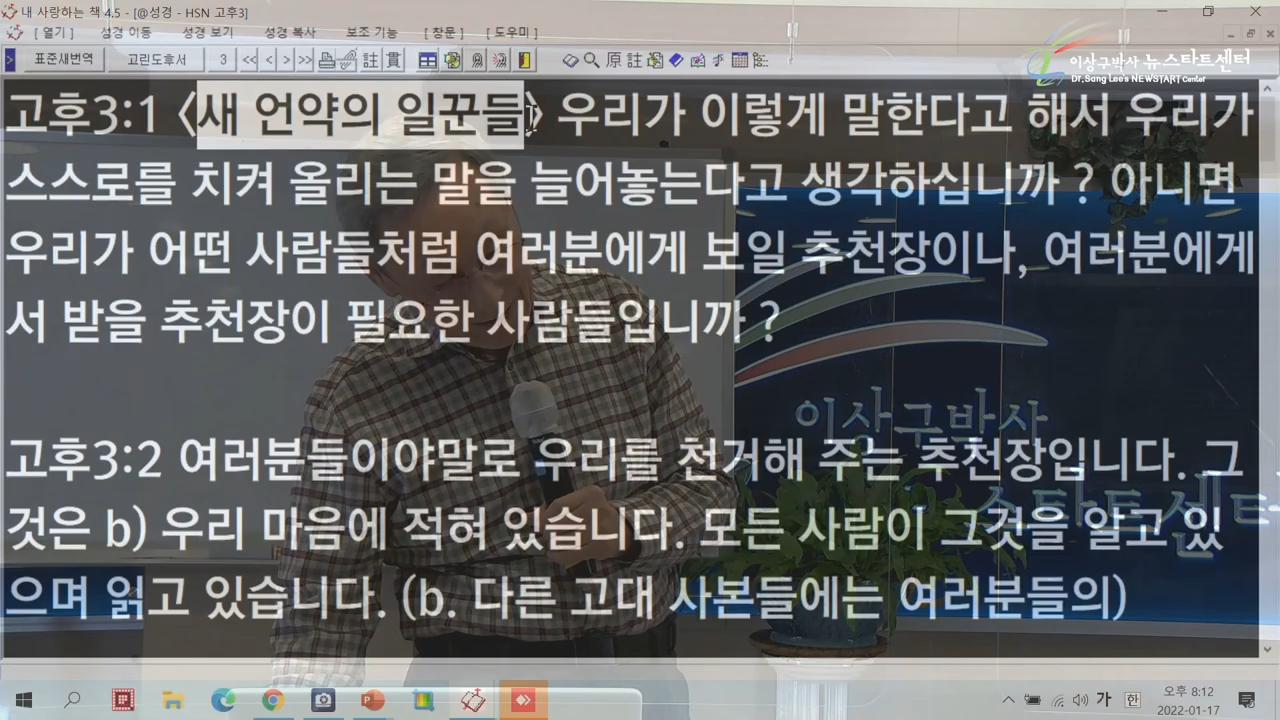 내 사랑하는 책 4.5 - [@성경 - HSN 고후3]
[ 열기 ] 성경 이동 성경 보기 성경 복사 보조 기능 [ 창문 ] [ 도우미 ]
표준새번역 고린도후서 3 << < > >> 註 貫 原 註
이상구박사 뉴스타트센터
Dr.Sang Lee's NEWSTART Center
고후3:1 〈새 언약의 일꾼들〉 우리가 이렇게 말한다고 해서 우리가
스스로를 치켜 올리는 말을 늘어놓는다고 생각하십니까 ? 아니면
우리가 어떤 사람들처럼 여러분에게 보일 추천장이나, 여러분에게
서 받을 추천장이 필요한 사람들입니까 ?
이상구박사
고후3:2 여러분들이야말로 우리를 천거해 주는 추천장입니다. 그
것은 b) 우리 마음에 적혀 있습니다. 모든 사람이 그것을 알고 있
스타트센터
으며 읽고 있습니다. (b. 다른 고대 사본들에는 여러분들의)
가 한 오후 8:12
2022-01-17